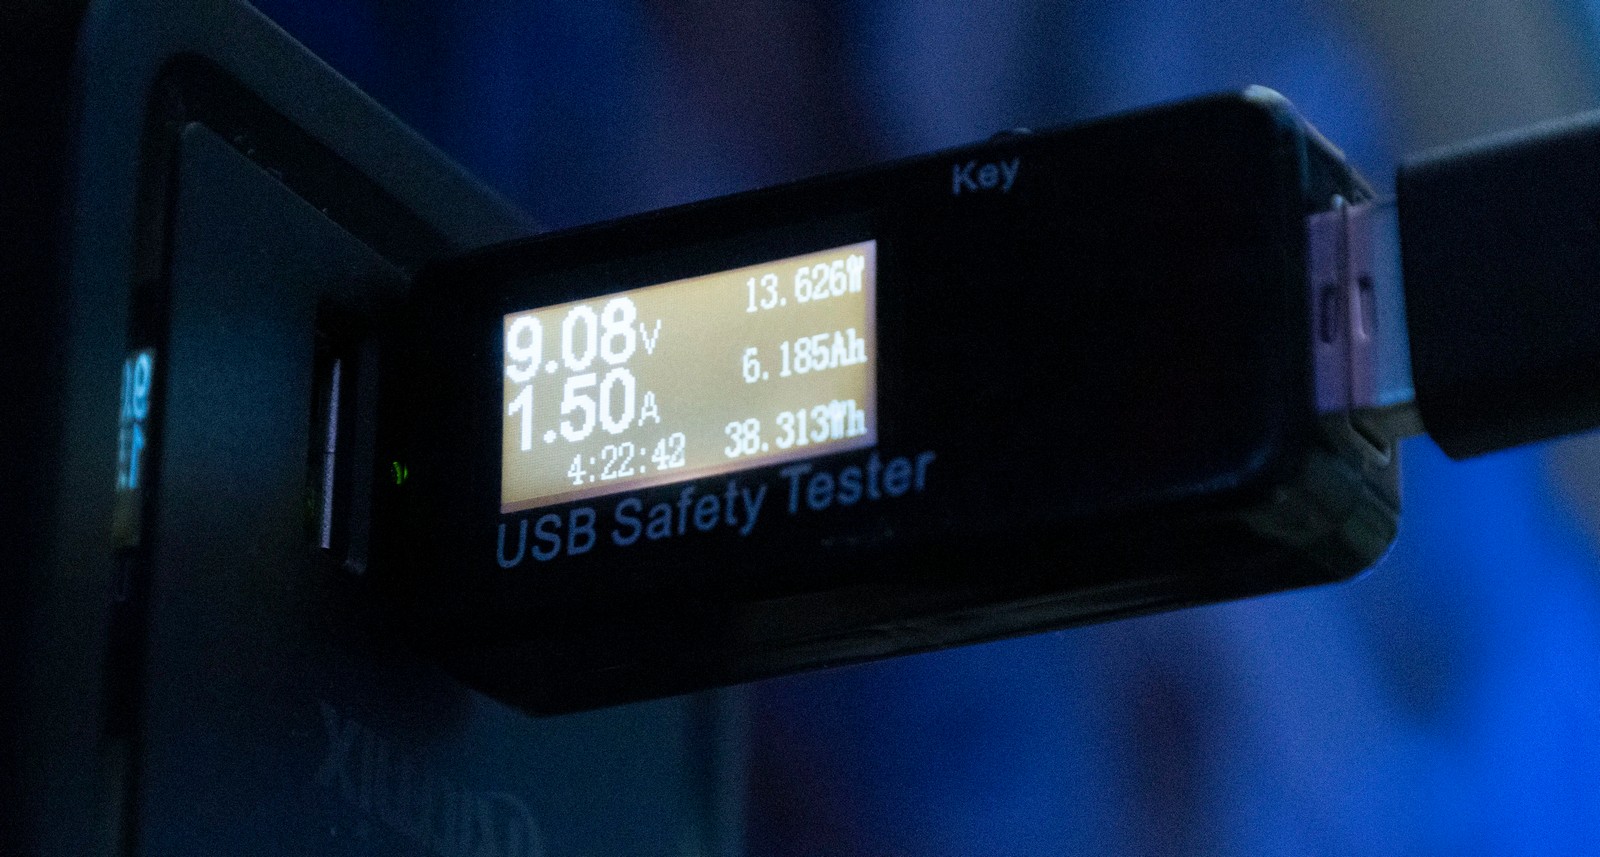 Key
9.08V
13.626W
1.50A
6.185Ah
4:22:42
38.313Wh
USB Safety Tester